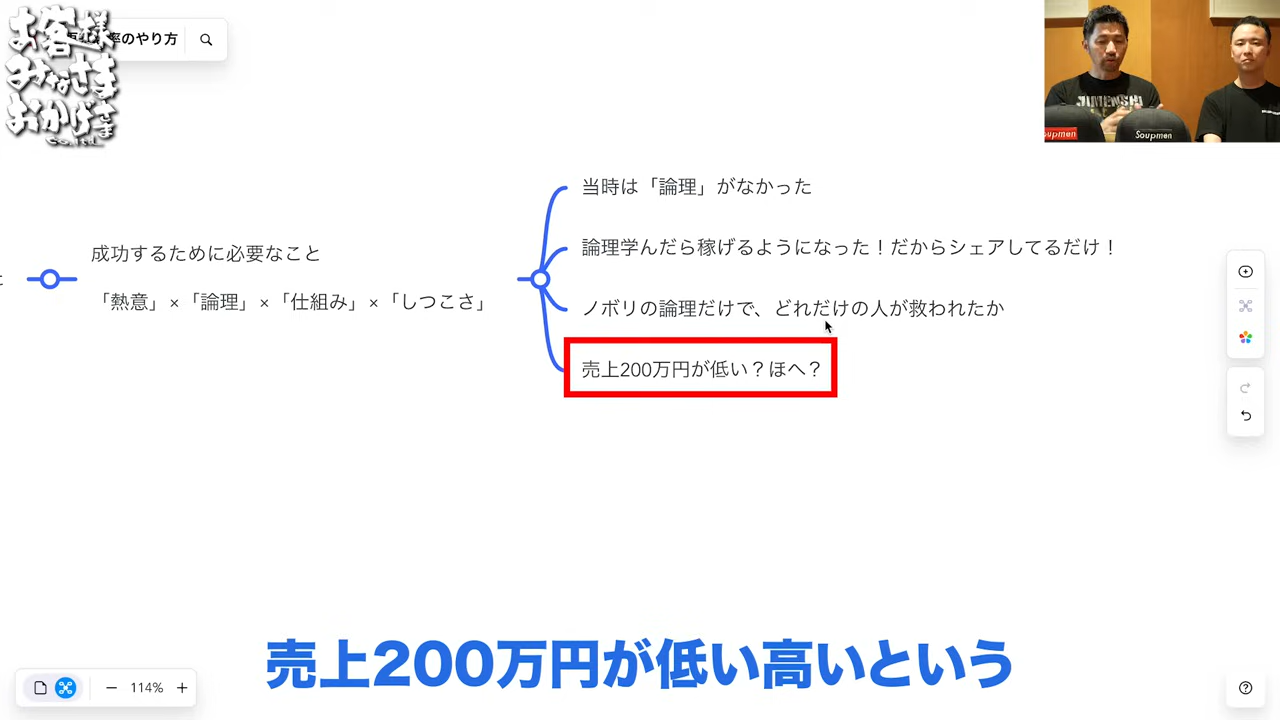 お客様
みなさま
おかげさま
Co.,ltd.
率のやり方
JINENSHI
Soupmen
upmen
当時は「論理」がなかった
成功するために必要なこと
「熱意」×「論理」×「仕組み」×「しつこさ」
論理学んだら稼げるようになった！だからシェアしてるだけ！
ノボリの論理だけで、どれだけの人が救われたか
売上200万円が低い？ほへ？
売上200万円が低い高いという
114%